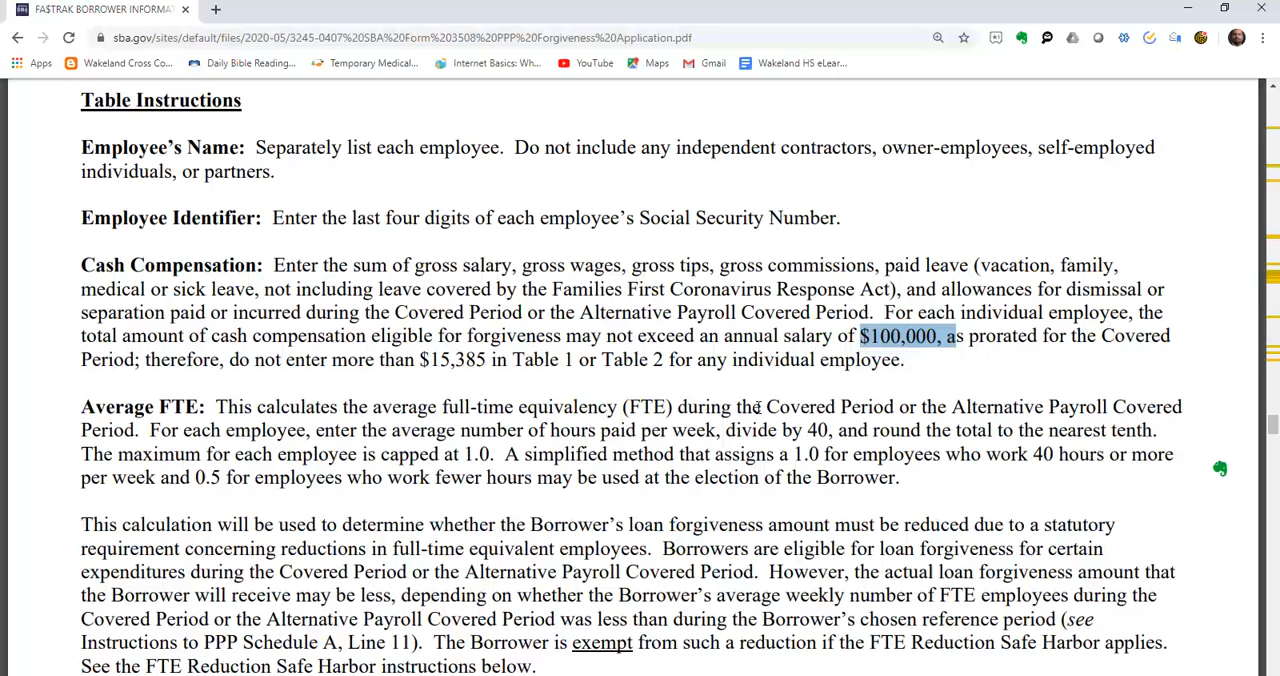 FASTRAK BORROWER INFORMA
sba.gov/sites/default/files/2020-05/3245-0407%20SBA%20Form%203508%20PPP%20Forgiveness%20Application.pdf
Apps Wakeland Cross Co... Daily Bible Reading... Temporary Medical... Internet Basics: Wh... YouTube Maps Gmail Wakeland HS eLear...
Table Instructions
Employee's Name: Separately list each employee. Do not include any independent contractors, owner-employees, self-employed
individuals, or partners.
Employee Identifier: Enter the last four digits of each employee's Social Security Number.
Cash Compensation: Enter the sum of gross salary, gross wages, gross tips, gross commissions, paid leave (vacation, family,
medical or sick leave, not including leave covered by the Families First Coronavirus Response Act), and allowances for dismissal or
separation paid or incurred during the Covered Period or the Alternative Payroll Covered Period. For each individual employee, the
total amount of cash compensation eligible for forgiveness may not exceed an annual salary of $100,000, as prorated for the Covered
Period; therefore, do not enter more than $15,385 in Table 1 or Table 2 for any individual employee.
Average FTE: This calculates the average full-time equivalency (FTE) during the Covered Period or the Alternative Payroll Covered
Period. For each employee, enter the average number of hours paid per week, divide by 40, and round the total to the nearest tenth.
The maximum for each employee is capped at 1.0. A simplified method that assigns a 1.0 for employees who work 40 hours or more
per week and 0.5 for employees who work fewer hours may be used at the election of the Borrower.
This calculation will be used to determine whether the Borrower's loan forgiveness amount must be reduced due to a statutory
requirement concerning reductions in full-time equivalent employees. Borrowers are eligible for loan forgiveness for certain
expenditures during the Covered Period or the Alternative Payroll Covered Period. However, the actual loan forgiveness amount that
the Borrower will receive may be less, depending on whether the Borrower's average weekly number of FTE employees during the
Covered Period or the Alternative Payroll Covered Period was less than during the Borrower's chosen reference period (see
Instructions to PPP Schedule A, Line 11). The Borrower is exempt from such a reduction if the FTE Reduction Safe Harbor applies.
See the FTE Reduction Safe Harbor instructions below.